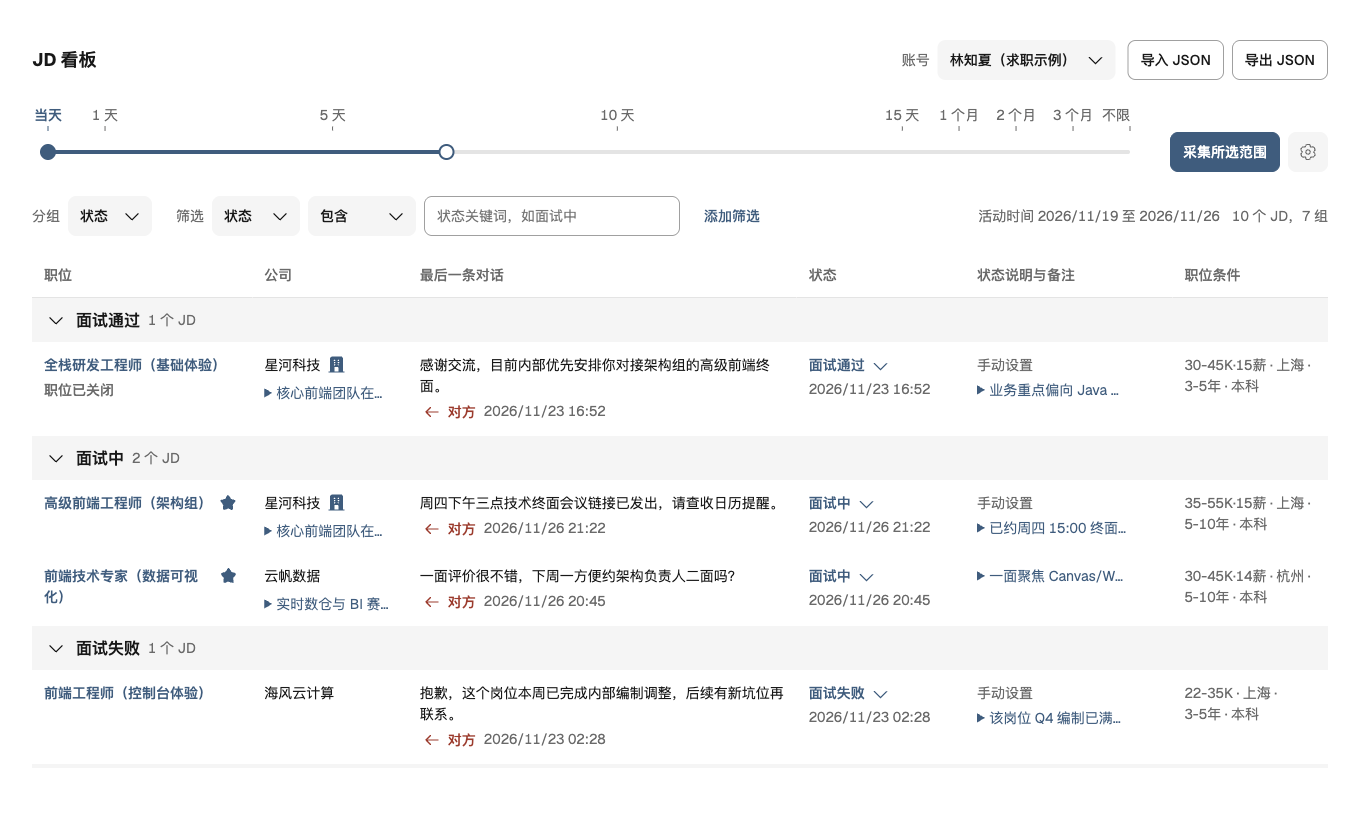 JD 看板
账号 林知夏（求职示例） 导入 JSON 导出 JSON
当天 1 天 5 天 10 天 15 天 1 个月 2 个月 3 个月 不限
采集所选范围
分组 状态 筛选 状态 包含 状态关键词，如面试中 添加筛选 活动时间 2026/11/19 至 2026/11/26 10 个 JD，7 组
职位 公司 最后一条对话 状态 状态说明与备注 职位条件
面试通过 1 个 JD
全栈研发工程师（基础体验）
职位已关闭
星河科技
▶ 核心前端团队在...
感谢交流，目前内部优先安排你对接架构组的高级前端终
面。
← 对方 2026/11/23 16:52
面试通过
2026/11/23 16:52
手动设置
▶ 业务重点偏向 Java ...
30-45K·15薪 · 上海 ·
3-5年 · 本科
面试中 2 个 JD
高级前端工程师（架构组）
星河科技
▶ 核心前端团队在...
周四下午三点技术终面会议链接已发出，请查收日历提醒。
← 对方 2026/11/26 21:22
面试中
2026/11/26 21:22
手动设置
▶ 已约周四 15:00 终面...
35-55K·15薪 · 上海 ·
5-10年 · 本科
前端技术专家（数据可视
化）
云帆数据
▶ 实时数仓与 BI 赛...
一面评价很不错，下周一方便约架构负责人二面吗?
← 对方 2026/11/26 20:45
面试中
2026/11/26 20:45
▶ 一面聚焦 Canvas/W...
30-45K·14薪 · 杭州 ·
5-10年 · 本科
面试失败 1 个 JD
前端工程师（控制台体验）
海风云计算
抱歉，这个岗位本周已完成内部编制调整，后续有新坑位再
联系。
← 对方 2026/11/23 02:28
面试失败
2026/11/23 02:28
手动设置
▶ 该岗位 Q4 编制已满...
22-35K · 上海 ·
3-5年 · 本科